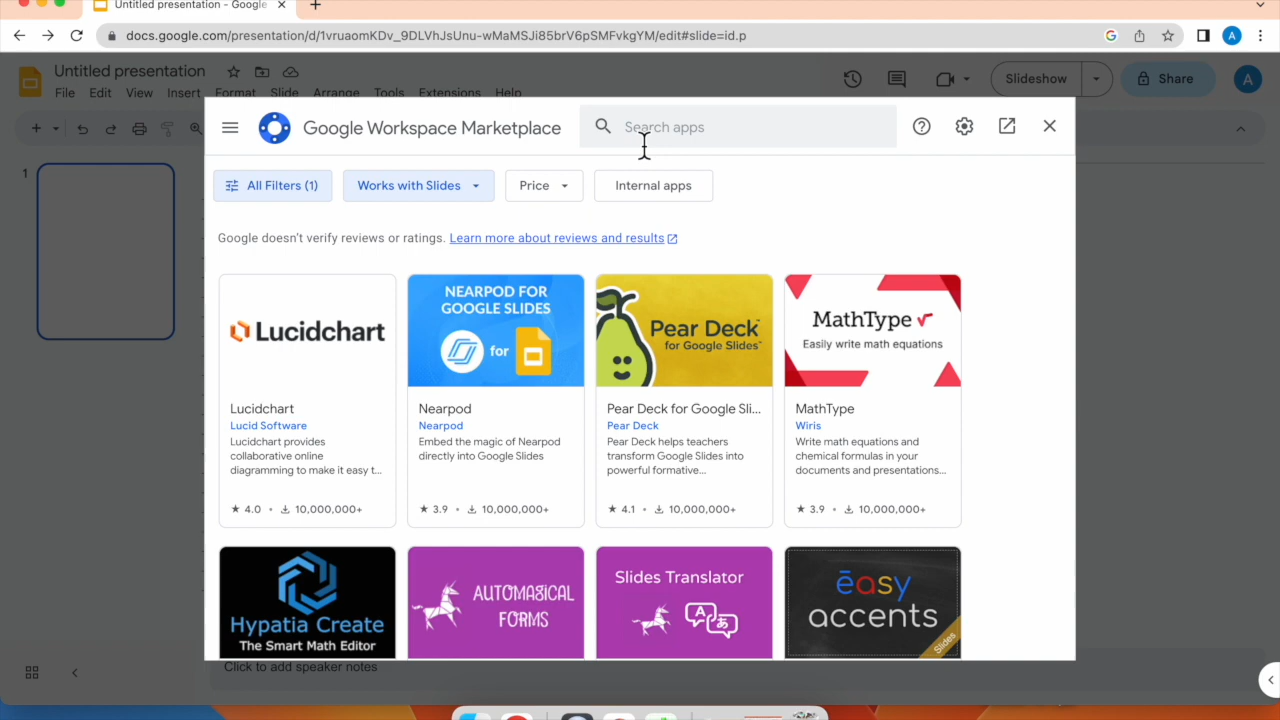 Untitled presentation - Google
docs.google.com/presentation/d/1vruaomKDv_9DLVhJsUnu-wMaMSJi85brV6pSMFvkgYM/edit#slide=id.p
A
Untitled presentation
File Edit View Insert Format Slide Arrange Tools Extensions Help
Slideshow
Share
A
Google Workspace Marketplace
Search apps
All Filters (1)
Works with Slides
Price
Internal apps
1
Google doesn't verify reviews or ratings. Learn more about reviews and results
Lucidchart
Lucidchart
Lucid Software
Lucidchart provides
collaborative online
diagramming to make it easy t...
4.0 • 10,000,000+
NEARPOD FOR
GOOGLE SLIDES
for
Nearpod
Nearpod
Embed the magic of Nearpod
directly into Google Slides
3.9 • 10,000,000+
Pear Deck™
for Google Slides™
Pear Deck for Google Sli...
Pear Deck
Pear Deck helps teachers
transform Google Slides into
powerful formative...
4.1 • 10,000,000+
MathType
Easily write math equations
MathType
Wiris
Write math equations and
chemical formulas in your
documents and presentations...
3.9 • 10,000,000+
Hypatia Create
The Smart Math Editor
AUTOMAGICAL
FORMS
Slides Translator
A あ
ēasy
accents
Slides
Click to add speaker notes